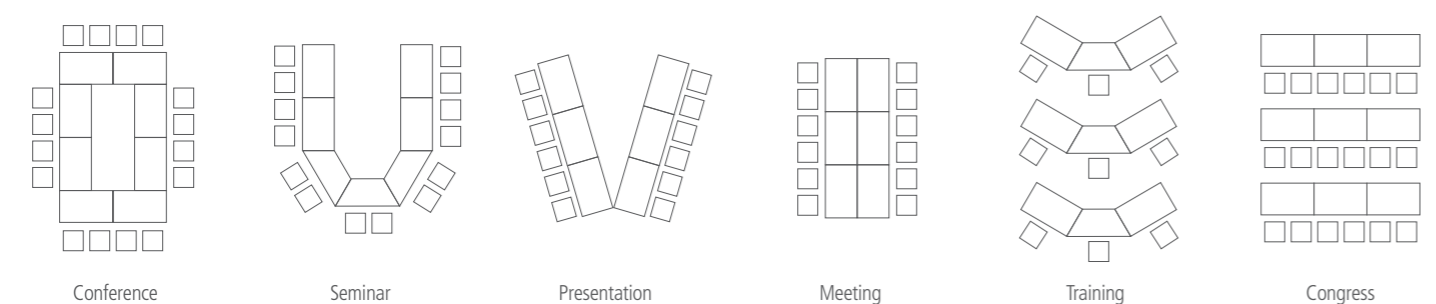 Conference
Seminar
Presentation
Meeting
Training
Congress